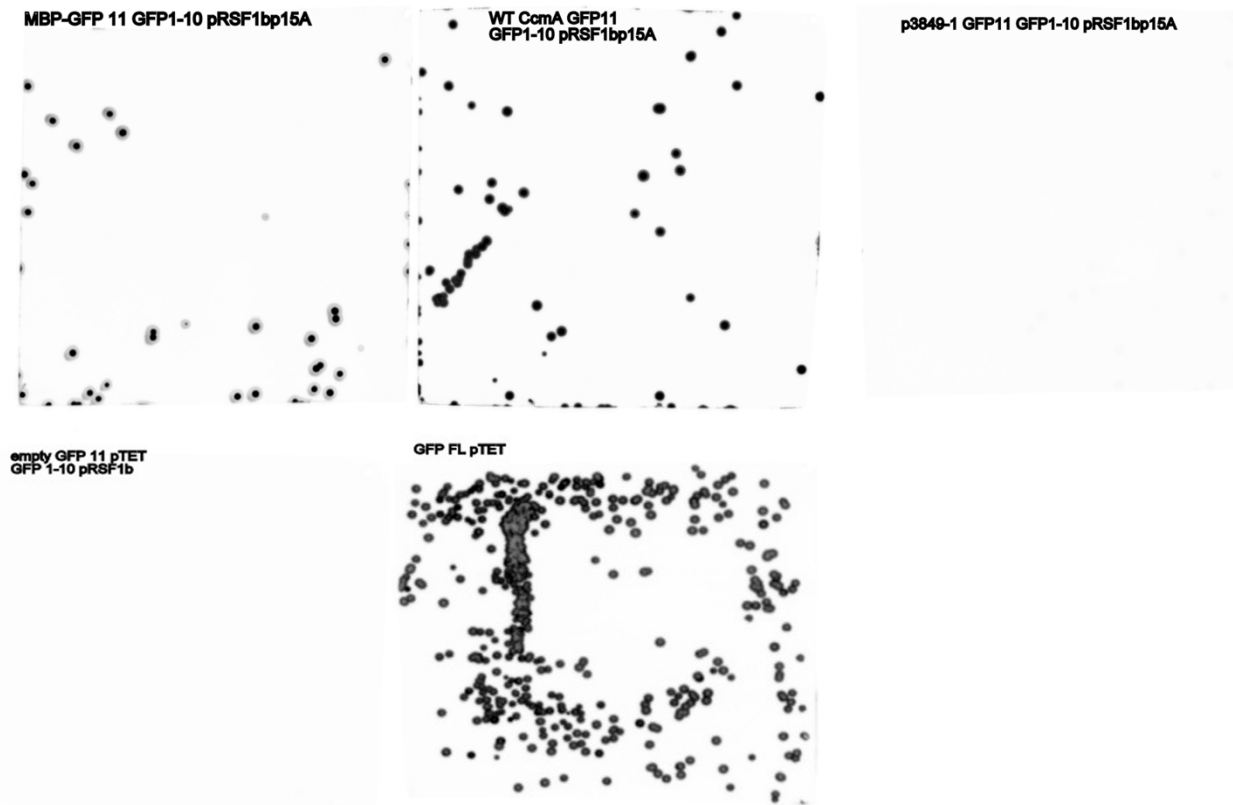 MBP-GFP 11 GFP1-10 pRSF1bp15A
WT CcmA GFP11
GFP1-10 pRSF1bp15A
p3849-1 GFP11 GFP1-10 pRSF1bp15A
empty GFP 11 pTET
GFP 1-10 pRSF1b
GFP FL pTET